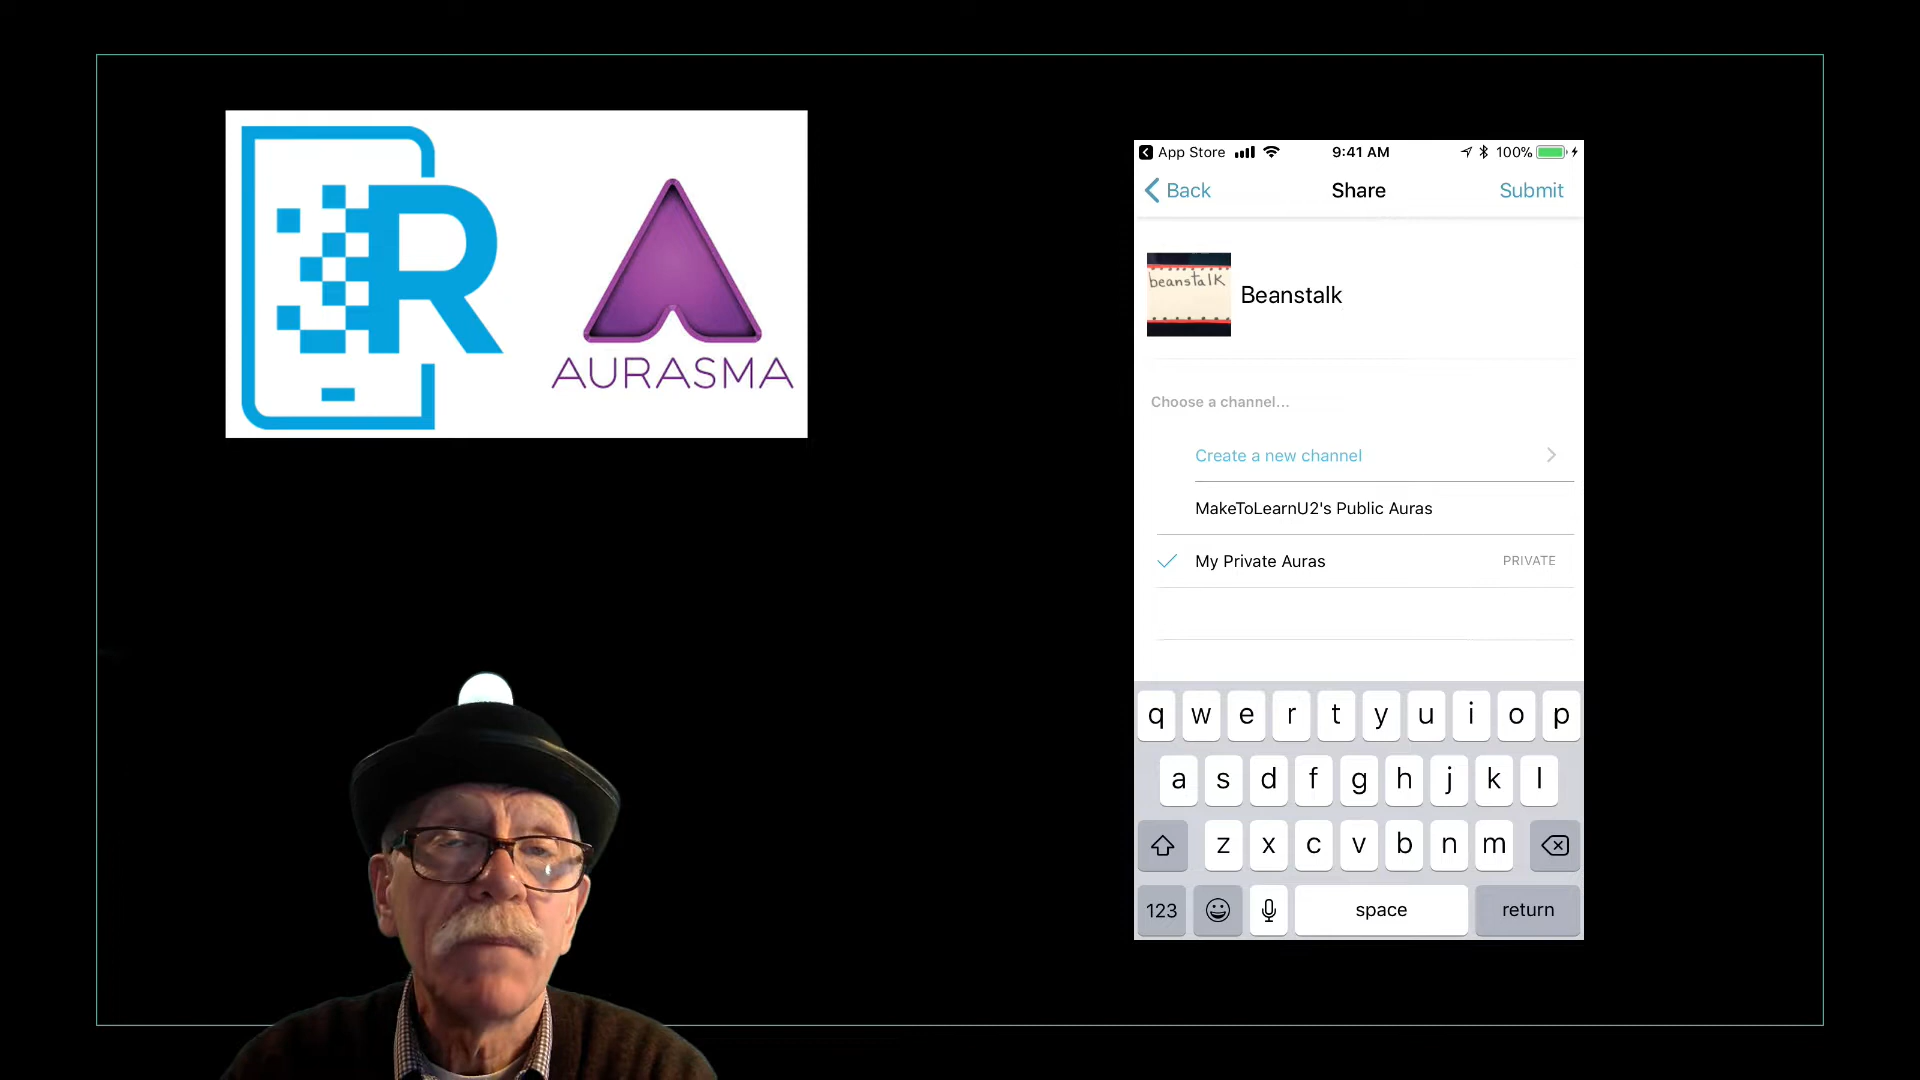 R
AURASMA
App Store
9:41 AM
100%
Back
Share
Submit
beanstalk
Beanstalk
Choose a channel...
Create a new channel
MakeToLearnU2's Public Auras
My Private Auras
PRIVATE
q w e r t y u i o p
a s d f g h j k l
z x c v b n m
123
space
return